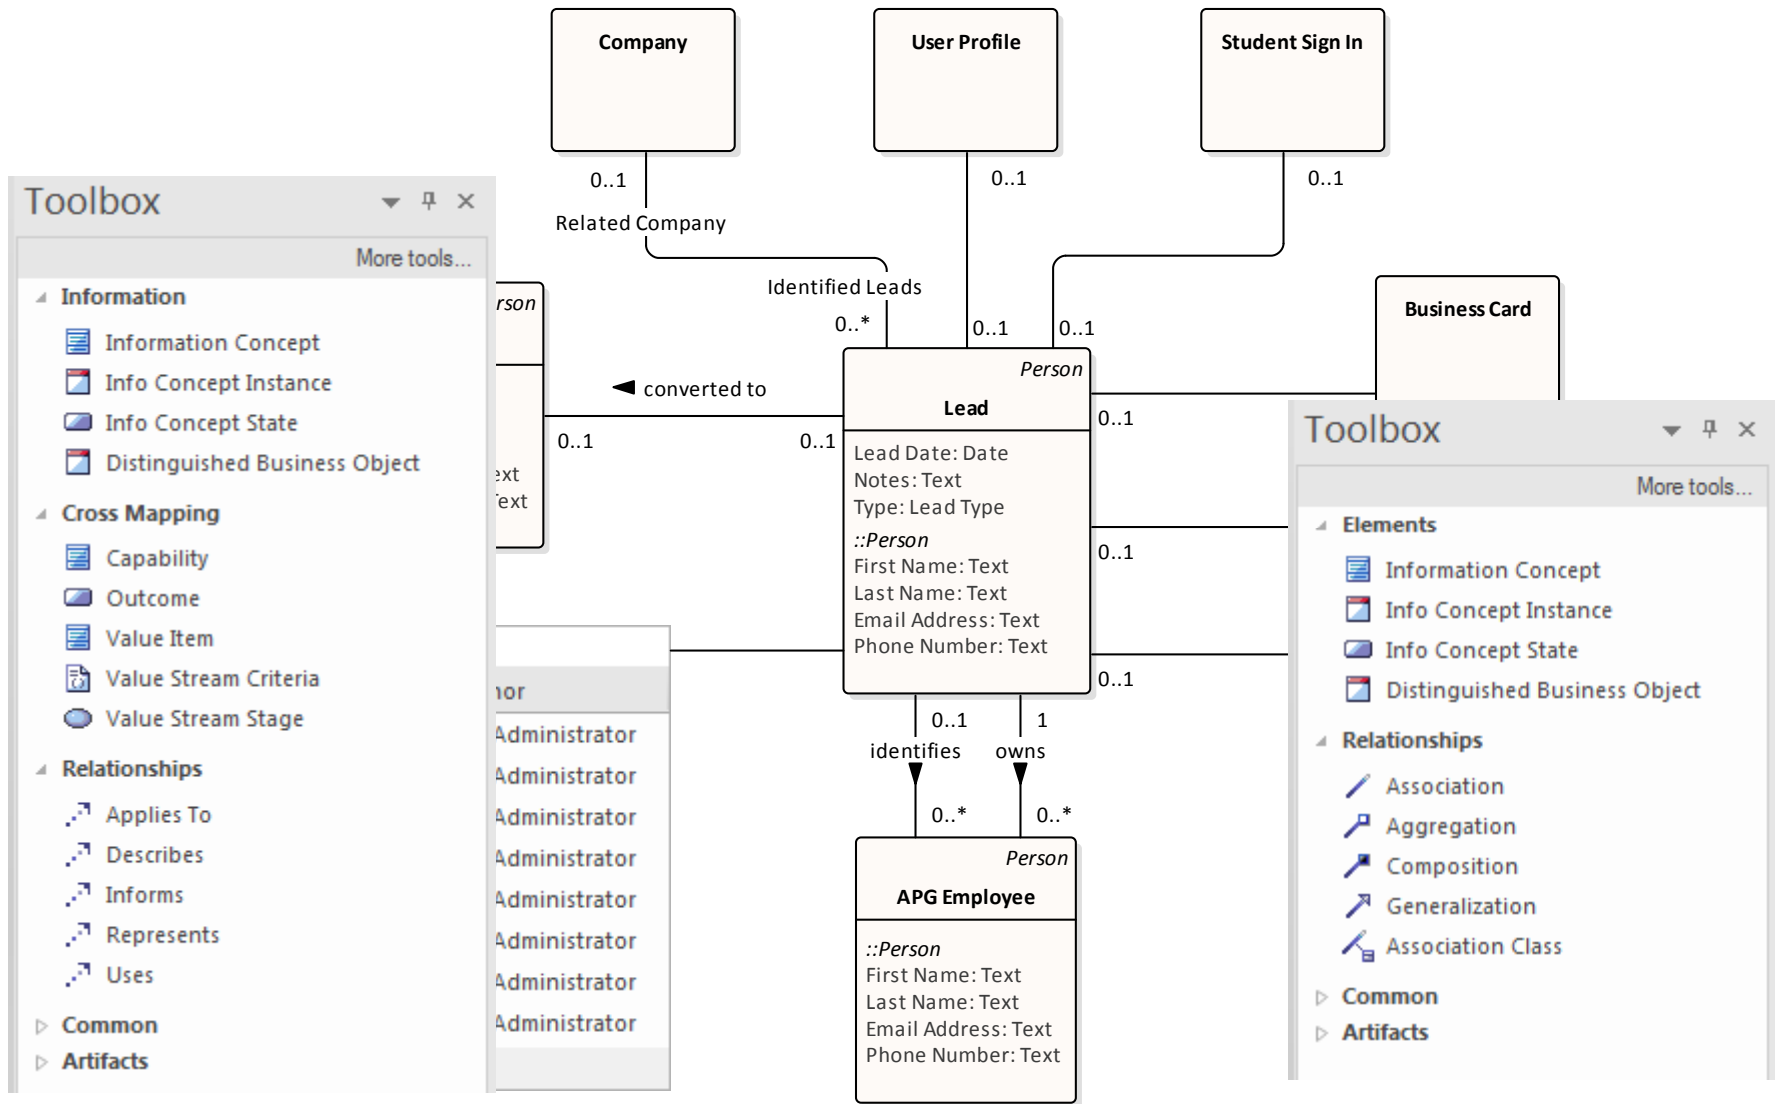 Company
User Profile
Student Sign In
0..1
0..1
0..1
Related Company
Identified Leads
0..*
0..1
0..1
Business Card
converted to
0..1
0..1
Person
Lead
Lead Date: Date
Notes: Text
Type: Lead Type
::Person
First Name: Text
Last Name: Text
Email Address: Text
Phone Number: Text
0..1
0..1
0..1
0..1
1
identifies
owns
0..*
0..*
Person
APG Employee
::Person
First Name: Text
Last Name: Text
Email Address: Text
Phone Number: Text
Toolbox
More tools...
Information
Information Concept
Info Concept Instance
Info Concept State
Distinguished Business Object
Cross Mapping
Capability
Outcome
Value Item
Value Stream Criteria
Value Stream Stage
Relationships
Applies To
Describes
Informs
Represents
Uses
Common
Artifacts
Administrator
Administrator
Administrator
Administrator
Administrator
Administrator
Administrator
Administrator
Toolbox
More tools...
Elements
Information Concept
Info Concept Instance
Info Concept State
Distinguished Business Object
Relationships
Association
Aggregation
Composition
Generalization
Association Class
Common
Artifacts